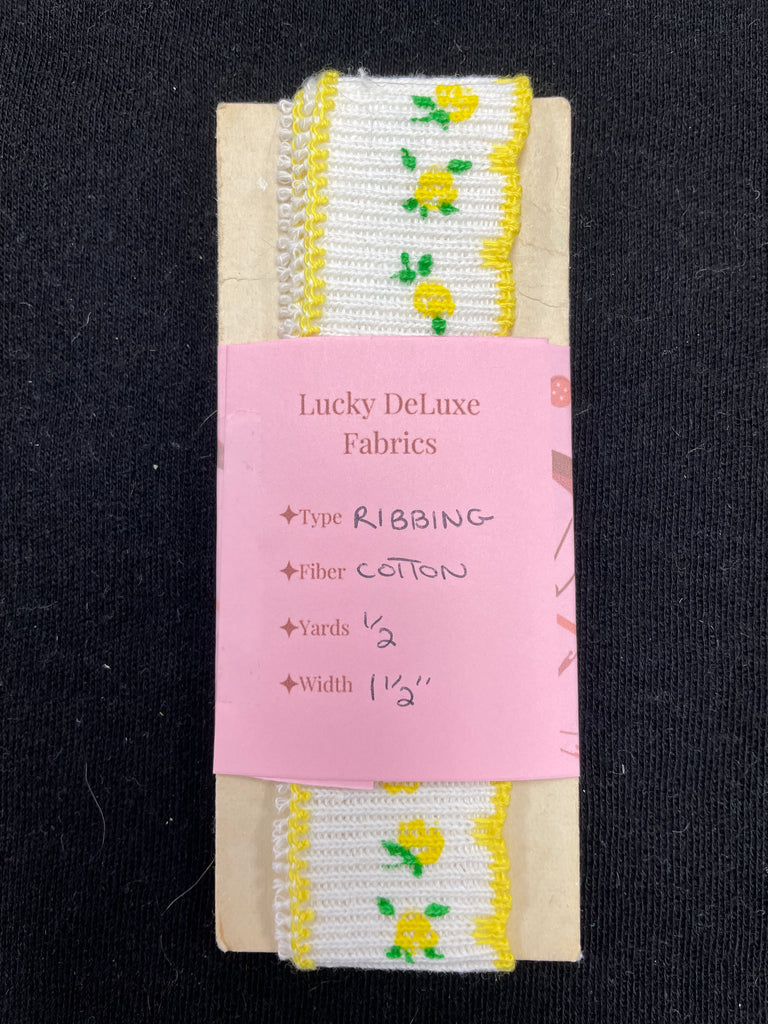 Lucky DeLuxe
Fabrics
✦Type RIBBING
✦Fiber COTTON
✦Yards 1/2
✦Width 1 1/2"